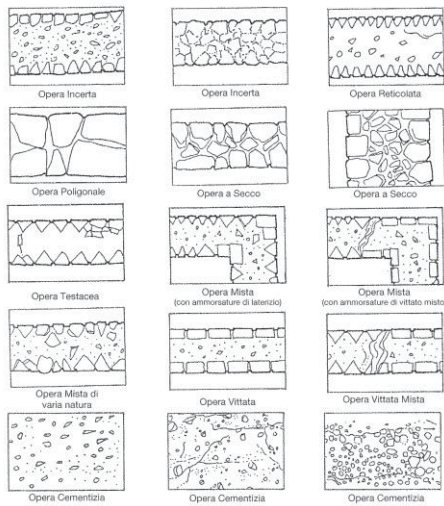 Opera Incerta
Opera Incerta
Opera Reticolata
Opera Poligonale
Opera a Secco
Opera a Secco
Opera Testacea
Opera Mista
(con ammorsature di laterizio)
Opera Mista
(con ammorsature di vittato misto)
Opera Mista di
varia natura
Opera Vittata
Opera Vittata Mista
Opera Cementizia
Opera Cementizia
Opera Cementizia